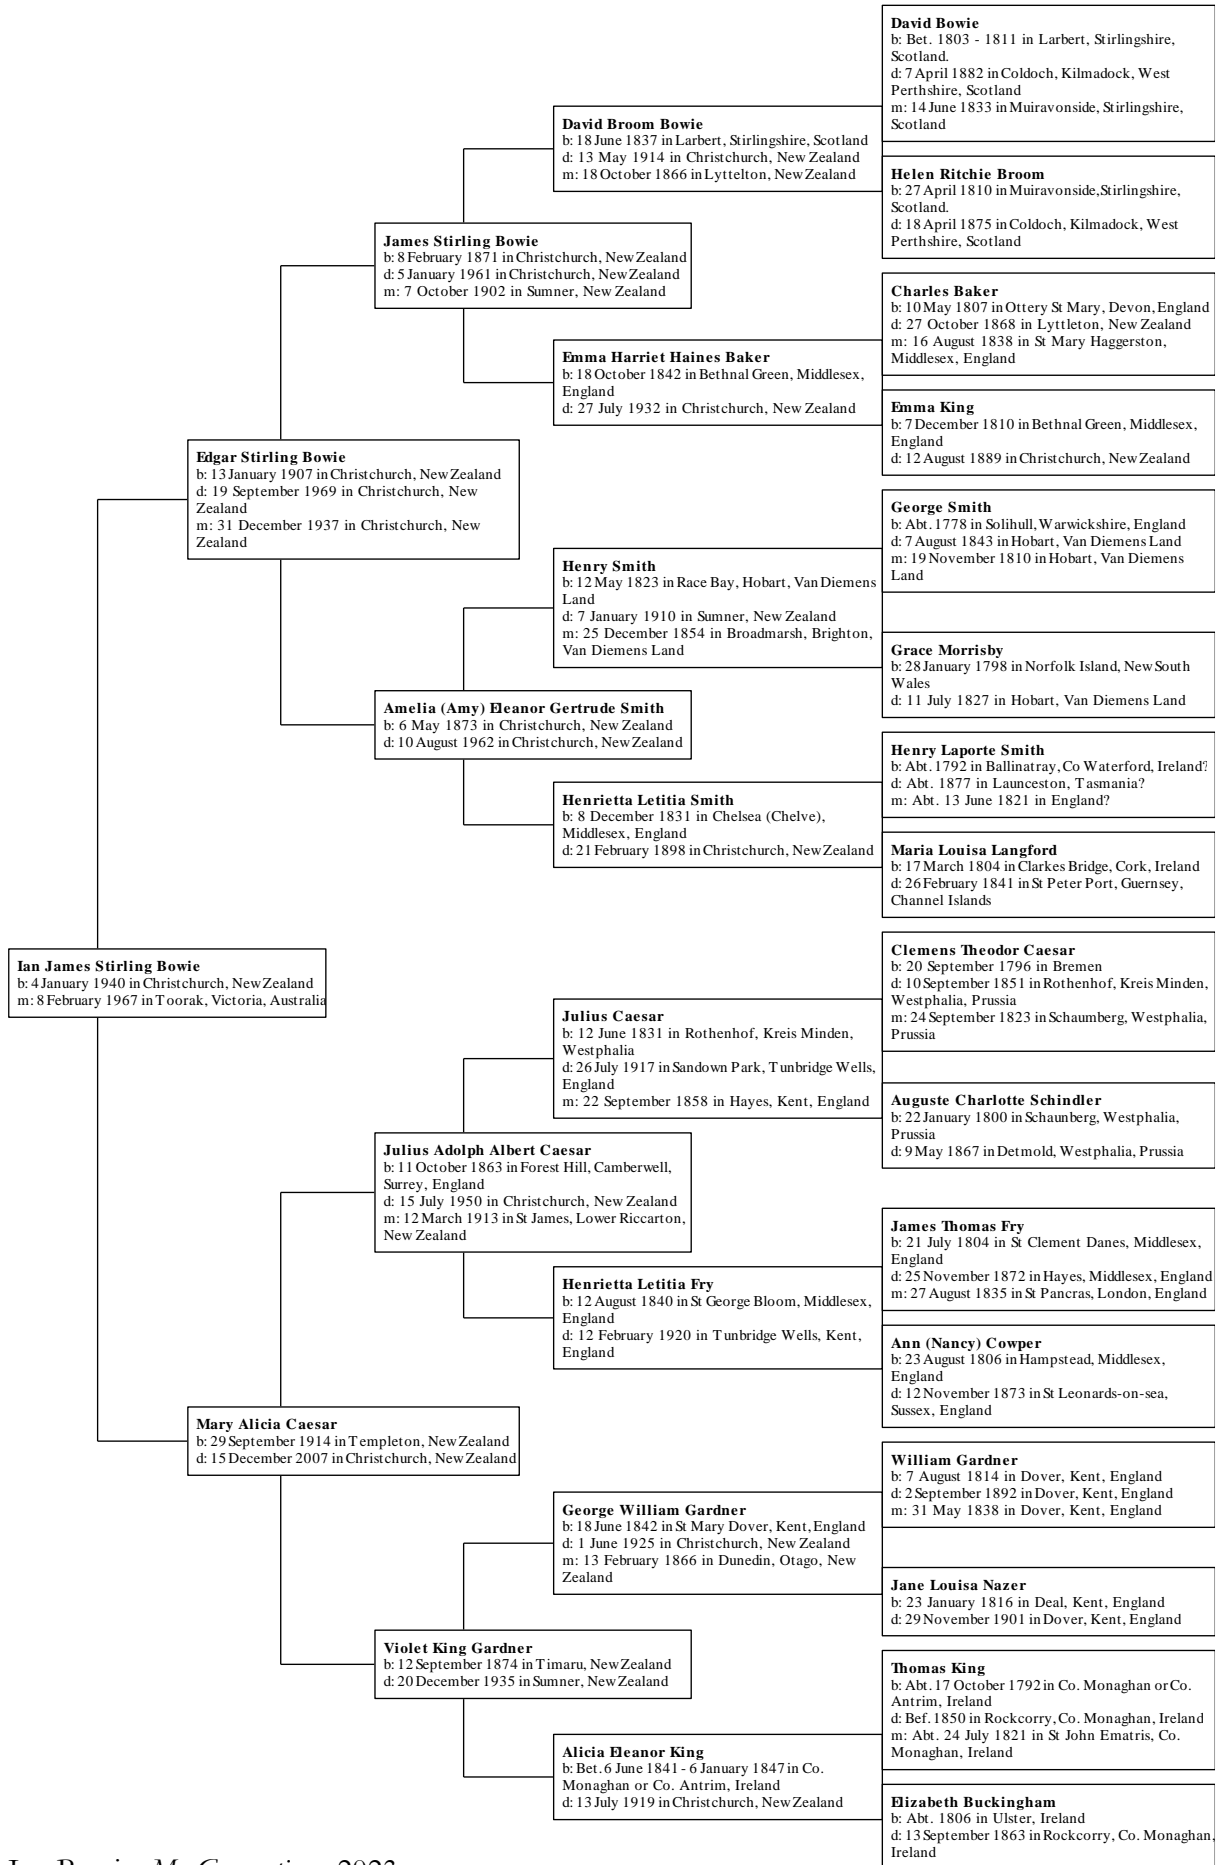 David Bowie
b: Bet. 1803 - 1811 in Larbert, Stirlingshire,
Scotland.
d: 7 April 1882 in Coldoch, Kilmadock, West
Perthshire, Scotland
m: 14 June 1833 in Muiravonside, Stirlingshire,
Scotland
David Broom Bowie
b: 18 June 1837 in Larbert, Stirlingshire, Scotland
d: 13 May 1914 in Christchurch, New Zealand
m: 18 October 1866 in Lyttelton, New Zealand
Helen Ritchie Broom
b: 27 April 1810 in Muiravonside,Stirlingshire,
Scotland.
d: 18 April 1875 in Coldoch, Kilmadock, West
Perthshire, Scotland
James Stirling Bowie
b: 8 February 1871 in Christchurch, New Zealand
d: 5 January 1961 in Christchurch, New Zealand
m: 7 October 1902 in Sumner, New Zealand
Charles Baker
b: 10 May 1807 in Ottery St Mary, Devon, England
d: 27 October 1868 in Lyttleton, New Zealand
m: 16 August 1838 in St Mary Haggerston,
Middlesex, England
Emma Harriet Haines Baker
b: 18 October 1842 in Bethnal Green, Middlesex,
England
d: 27 July 1932 in Christchurch, New Zealand
Emma King
b: 7 December 1810 in Bethnal Green, Middlesex,
England
d: 12 August 1889 in Christchurch, New Zealand
Edgar Stirling Bowie
b: 13 January 1907 in Christchurch, New Zealand
d: 19 September 1969 in Christchurch, New
Zealand
m: 31 December 1937 in Christchurch, New
Zealand
George Smith
b: Abt. 1778 in Solihull, Warwickshire, England
d: 7 August 1843 in Hobart, Van Diemens Land
m: 19 November 1810 in Hobart, Van Diemens
Land
Henry Smith
b: 12 May 1823 in Race Bay, Hobart, Van Diemens
Land
d: 7 January 1910 in Sumner, New Zealand
m: 25 December 1854 in Broadmarsh, Brighton,
Van Diemens Land
Grace Morrisby
b: 28 January 1798 in Norfolk Island, New South
Wales
d: 11 July 1827 in Hobart, Van Diemens Land
Amelia (Amy) Eleanor Gertrude Smith
b: 6 May 1873 in Christchurch, New Zealand
d: 10 August 1962 in Christchurch, New Zealand
Henry Laporte Smith
b: Abt. 1792 in Ballinatray, Co Waterford, Ireland?
d: Abt. 1877 in Launceston, Tasmania?
m: Abt. 13 June 1821 in England?
Henrietta Letitia Smith
b: 8 December 1831 in Chelsea (Chelve),
Middlesex, England
d: 21 February 1898 in Christchurch, New Zealand
Maria Louisa Langford
b: 17 March 1804 in Clarkes Bridge, Cork, Ireland
d: 26 February 1841 in St Peter Port, Guernsey,
Channel Islands
Ian James Stirling Bowie
b: 4 January 1940 in Christchurch, New Zealand
m: 8 February 1967 in Toorak, Victoria, Australia
Clemens Theodor Caesar
b: 20 September 1796 in Bremen
d: 10 September 1851 in Rothenhof, Kreis Minden,
Westphalia, Prussia
m: 24 September 1823 in Schaumberg, Westphalia,
Prussia
Julius Caesar
b: 12 June 1831 in Rothenhof, Kreis Minden,
Westphalia
d: 26 July 1917 in Sandown Park, Tunbridge Wells,
England
m: 22 September 1858 in Hayes, Kent, England
Auguste Charlotte Schindler
b: 22 January 1800 in Schaunberg, Westphalia,
Prussia
d: 9 May 1867 in Detmold, Westphalia, Prussia
Julius Adolph Albert Caesar
b: 11 October 1863 in Forest Hill, Camberwell,
Surrey, England
d: 15 July 1950 in Christchurch, New Zealand
m: 12 March 1913 in St James, Lower Riccarton,
New Zealand
James Thomas Fry
b: 21 July 1804 in St Clement Danes, Middlesex,
England
d: 25 November 1872 in Hayes, Middlesex, England
m: 27 August 1835 in St Pancras, London, England
Henrietta Letitia Fry
b: 12 August 1840 in St George Bloom, Middlesex,
England
d: 12 February 1920 in Tunbridge Wells, Kent,
England
Ann (Nancy) Cowper
b: 23 August 1806 in Hampstead, Middlesex,
England
d: 12 November 1873 in St Leonards-on-sea,
Sussex, England
Mary Alicia Caesar
b: 29 September 1914 in Templeton, New Zealand
d: 15 December 2007 in Christchurch, New Zealand
William Gardner
b: 7 August 1814 in Dover, Kent, England
d: 2 September 1892 in Dover, Kent, England
m: 31 May 1838 in Dover, Kent, England
George William Gardner
b: 18 June 1842 in St Mary Dover, Kent, England
d: 1 June 1925 in Christchurch, New Zealand
m: 13 February 1866 in Dunedin, Otago, New
Zealand
Jane Louisa Nazer
b: 23 January 1816 in Deal, Kent, England
d: 29 November 1901 in Dover, Kent, England
Violet King Gardner
b: 12 September 1874 in Timaru, New Zealand
d: 20 December 1935 in Sumner, New Zealand
Thomas King
b: Abt. 17 October 1792 in Co. Monaghan or Co.
Antrim, Ireland
d: Bef. 1850 in Rockcorry, Co. Monaghan, Ireland
m: Abt. 24 July 1821 in St John Ematris, Co.
Monaghan, Ireland
Alicia Eleanor King
b: Bet. 6 June 1841 - 6 January 1847 in Co.
Monaghan or Co. Antrim, Ireland
d: 13 July 1919 in Christchurch, New Zealand
Elizabeth Buckingham
b: Abt. 1806 in Ulster, Ireland
d: 13 September 1863 in Rockcorry, Co. Monaghan,
Ireland